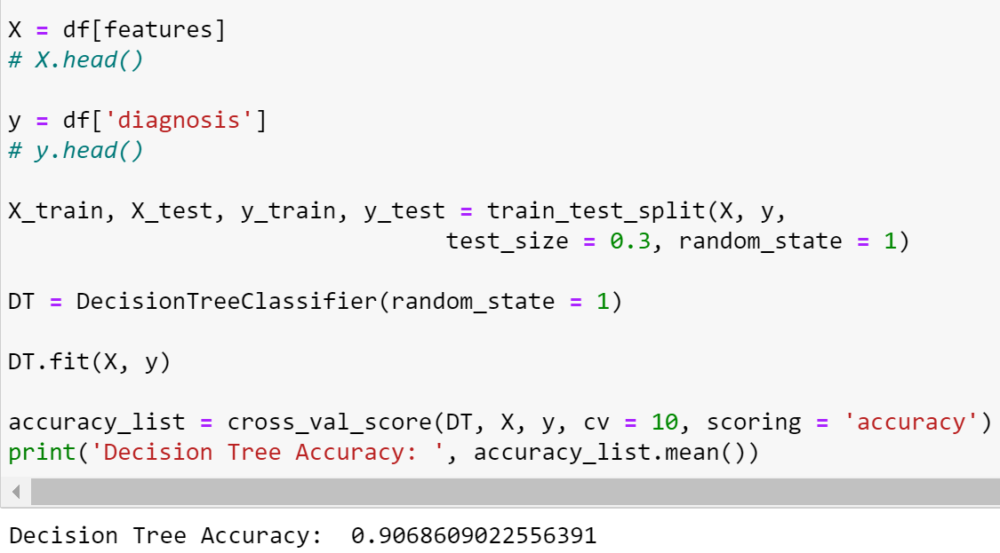 X = df[features]
# X.head()
y = df['diagnosis']
# y.head()
X_train, X_test, y_train, y_test = train_test_split(X, y,
test_size = 0.3, random_state = 1)
DT = DecisionTreeClassifier(random_state = 1)
DT.fit(X, y)
accuracy_list = cross_val_score(DT, X, y, cv = 10, scoring = 'accuracy')
print('Decision Tree Accuracy: ', accuracy_list.mean())
Decision Tree Accuracy:  0.9068609022556391